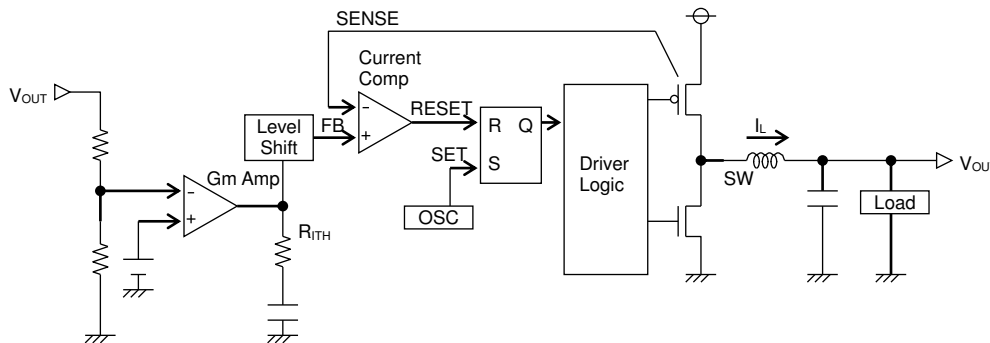 SENSE
Current
Comp
VOUT
−
+
RESET
Level
Shift
FB
R Q
S
SET
OSC
Driver
Logic
IL
SW
VOU
Load
Gm Amp
−
+
RITH